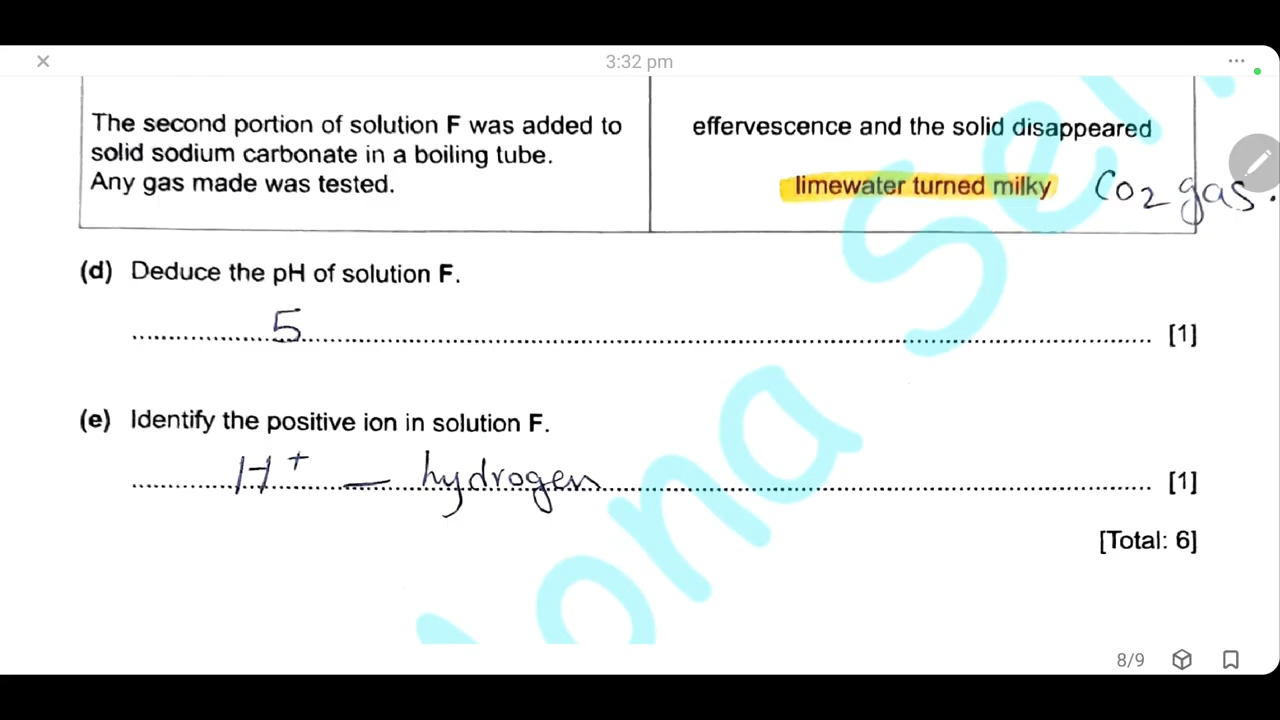 3:32 pm
The second portion of solution F was added to
solid sodium carbonate in a boiling tube.
Any gas made was tested.
effervescence and the solid disappeared
limewater turned milky
CO2 gas.
(d) Deduce the pH of solution F.
5 [1]
(e) Identify the positive ion in solution F.
H+ — hydrogen [1]
[Total: 6]
8/9